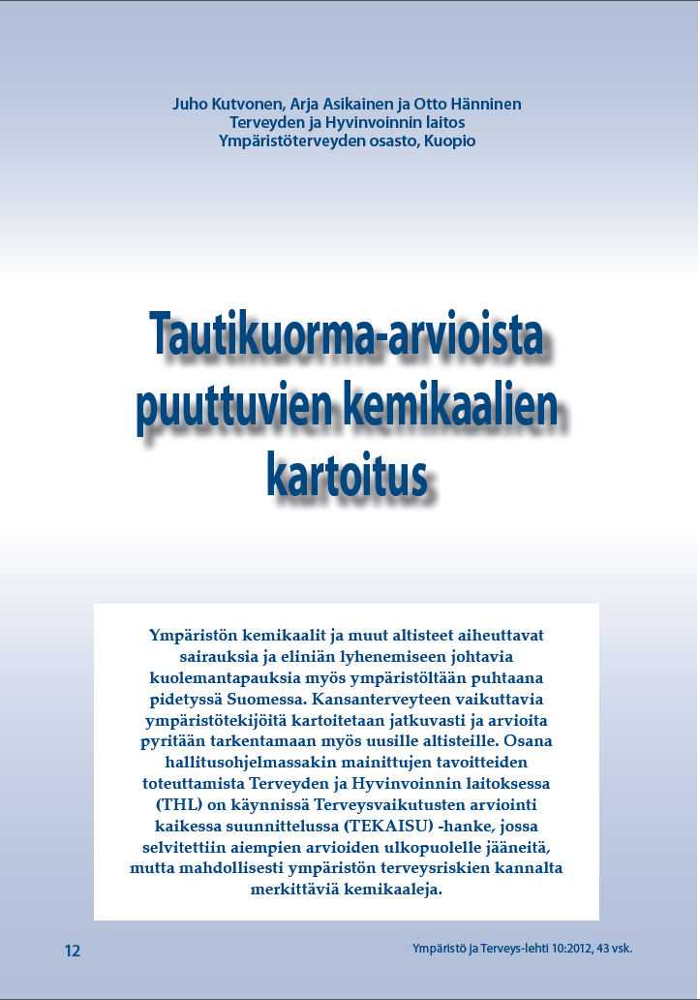 Juho Kutvonen, Arja Asikainen ja Otto Hänninen
Terveyden ja Hyvinvoinnin laitos
Ympäristöterveyden osasto, Kuopio
Tautikuorma-arvioista
puuttuvien kemikaalien
kartoitus
Ympäristön kemikaalit ja muut altisteet aiheuttavat
sairauksia ja eliniän lyhenemiseen johtavia
kuolemantapauksia myös ympäristöltään puhtaana
pidetyssä Suomessa. Kansanterveyteen vaikuttavia
ympäristötekijöitä kartoitetaan jatkuvasti ja arvioita
pyritään tarkentamaan myös uusille altisteille. Osana
hallitusohjelmassakin mainittujen tavoitteiden
toteuttamista Terveyden ja Hyvinvoinnin laitoksessa
(THL) on käynnissä Terveysvaikutusten arviointi
kaikessa suunnittelussa (TEKAISU) -hanke, jossa
selvitettiin aiempien arvioiden ulkopuolelle jääneitä,
mutta mahdollisesti ympäristön terveysriskien kannalta
merkittäviä kemikaaleja.
12
Ympäristö ja Terveys-lehti 10:2012, 43 vsk.